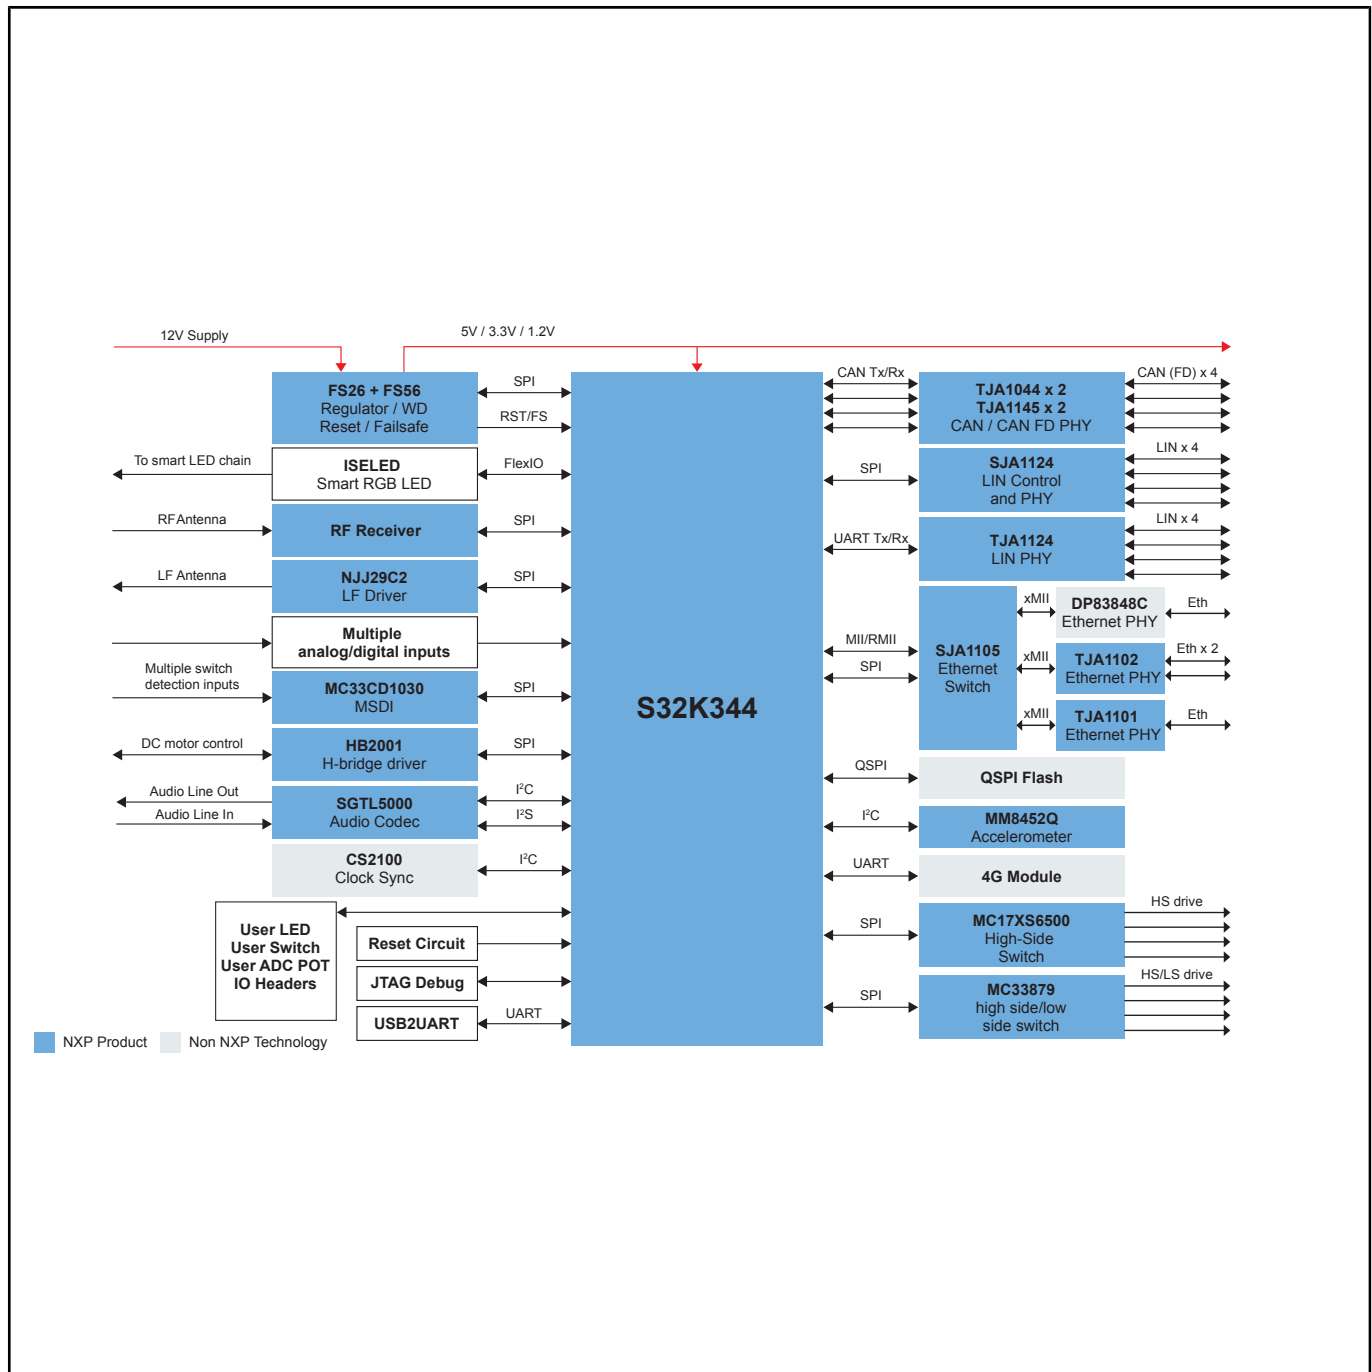 12V Supply
5V / 3.3V / 1.2V
FS26 + FS56
Regulator / WD
Reset / Failsafe
SPI
RST/FS
To smart LED chain
ISELED
Smart RGB LED
FlexIO
RF Antenna
RF Receiver
SPI
LF Antenna
NJJ29C2
LF Driver
SPI
Multiple
analog/digital inputs
Multiple switch
detection inputs
MC33CD1030
MSDI
SPI
DC motor control
HB2001
H-bridge driver
SPI
Audio Line Out
Audio Line In
SGTL5000
Audio Codec
I²C
I²S
CS2100
Clock Sync
I²C
User LED
User Switch
User ADC POT
IO Headers
Reset Circuit
JTAG Debug
USB2UART
UART
NXP Product
Non NXP Technology
S32K344
CAN Tx/Rx
TJA1044 x 2
TJA1145 x 2
CAN / CAN FD PHY
CAN (FD) x 4
SPI
SJA1124
LIN Control
and PHY
LIN x 4
UART Tx/Rx
TJA1124
LIN PHY
LIN x 4
MII/RMII
SPI
SJA1105
Ethernet
Switch
xMII
DP83848C
Ethernet PHY
Eth
xMII
TJA1102
Ethernet PHY
Eth x 2
xMII
TJA1101
Ethernet PHY
Eth
QSPI
QSPI Flash
I²C
MM8452Q
Accelerometer
UART
4G Module
SPI
MC17XS6500
High-Side
Switch
HS drive
SPI
MC33879
high side/low
side switch
HS/LS drive